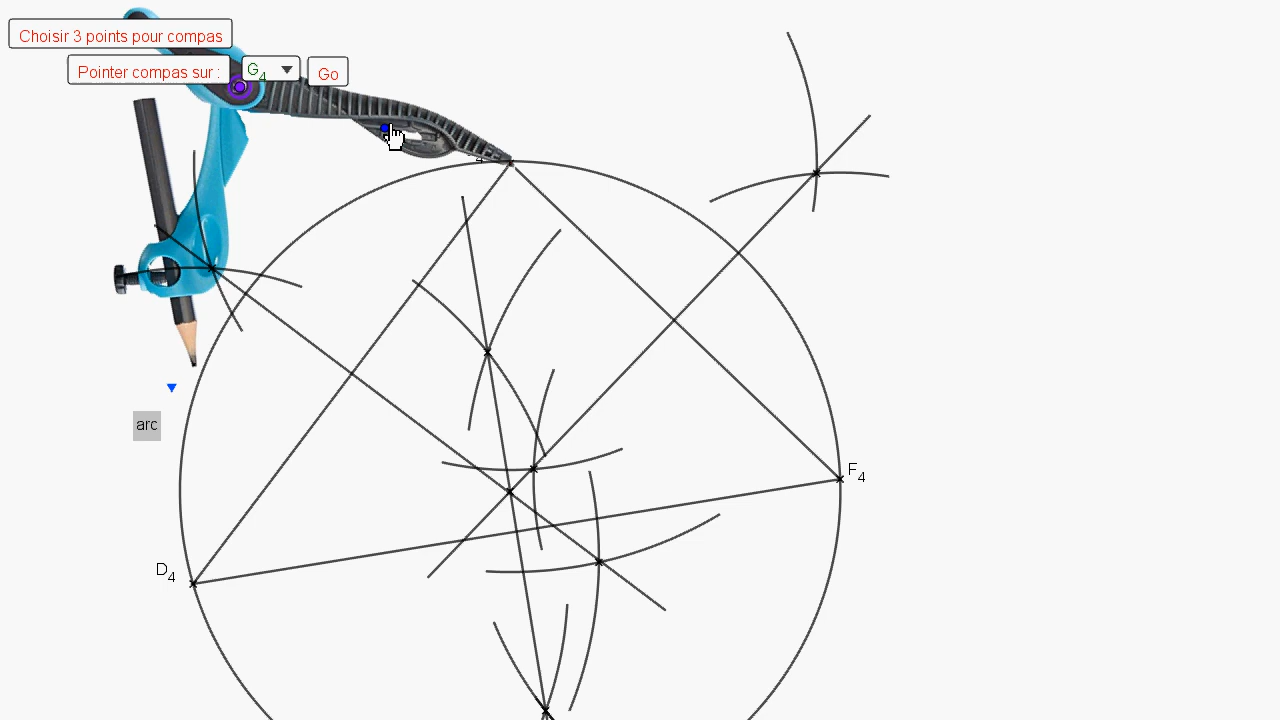 Choisir 3 points pour compas
Pointer compas sur : G4 Go
arc
F4
D4